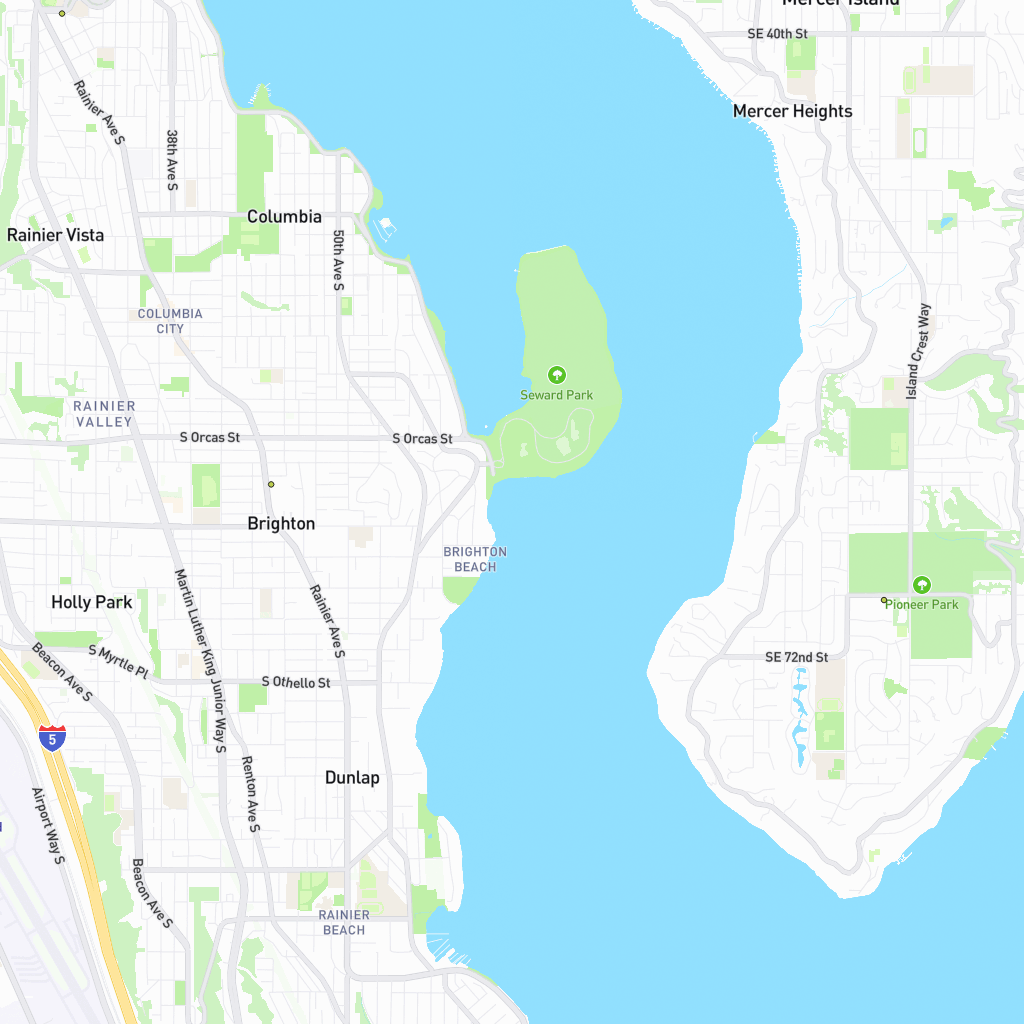 Mercer Island
SE 40th St
Mercer Heights
Rainier Ave S
38th Ave S
Columbia
Rainier Vista
50th Ave S
COLUMBIA
CITY
Island Crest Way
Seward Park
RAINIER
VALLEY
S Orcas St
S Orcas St
Brighton
BRIGHTON
BEACH
Martin Luther King Junior Way S
Rainier Ave S
Holly Park
Pioneer Park
S Myrtle Pl
Beacon Ave S
S Othello St
SE 72nd St
5
Renton Ave S
Dunlap
Airport Way S
Beacon Ave S
RAINIER
BEACH